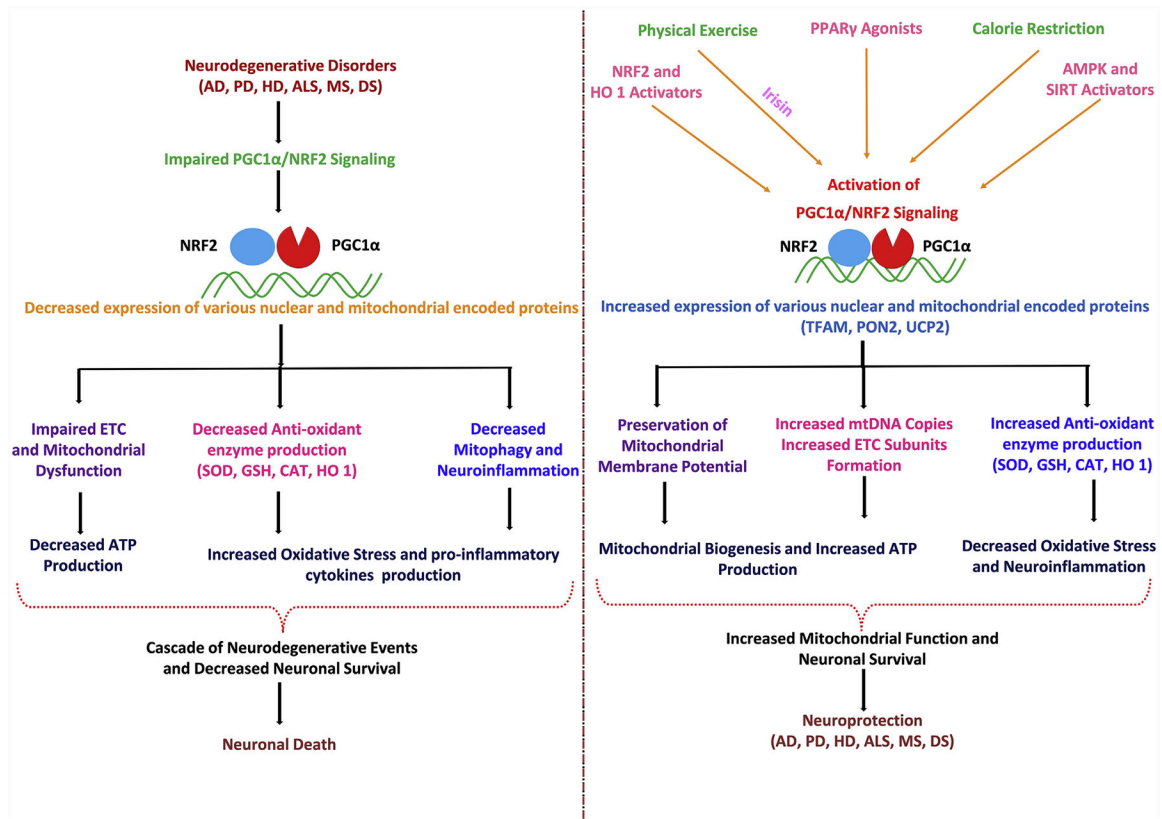 Neurodegenerative Disorders
(AD, PD, HD, ALS, MS, DS)
Impaired PGC1α/NRF2 Signaling
NRF2
PGC1α
Decreased expression of various nuclear and mitochondrial encoded proteins
Impaired ETC
and Mitochondrial
Dysfunction
Decreased Anti-oxidant
enzyme production
(SOD, GSH, CAT, HO 1)
Decreased
Mitophagy and
Neuroinflammation
Decreased ATP
Production
Increased Oxidative Stress and pro-inflammatory
cytokines production
Cascade of Neurodegenerative Events
and Decreased Neuronal Survival
Neuronal Death
Physical Exercise
PPARγ Agonists
Calorie Restriction
NRF2 and
HO 1 Activators
Irisin
AMPK and
SIRT Activators
Activation of
PGC1α/NRF2 Signaling
NRF2
PGC1α
Increased expression of various nuclear and mitochondrial encoded proteins
(TFAM, PON2, UCP2)
Preservation of
Mitochondrial
Membrane Potential
Increased mtDNA Copies
Increased ETC Subunits
Formation
Increased Anti-oxidant
enzyme production
(SOD, GSH, CAT, HO 1)
Mitochondrial Biogenesis and Increased ATP
Production
Decreased Oxidative Stress
and Neuroinflammation
Increased Mitochondrial Function and
Neuronal Survival
Neuroprotection
(AD, PD, HD, ALS, MS, DS)